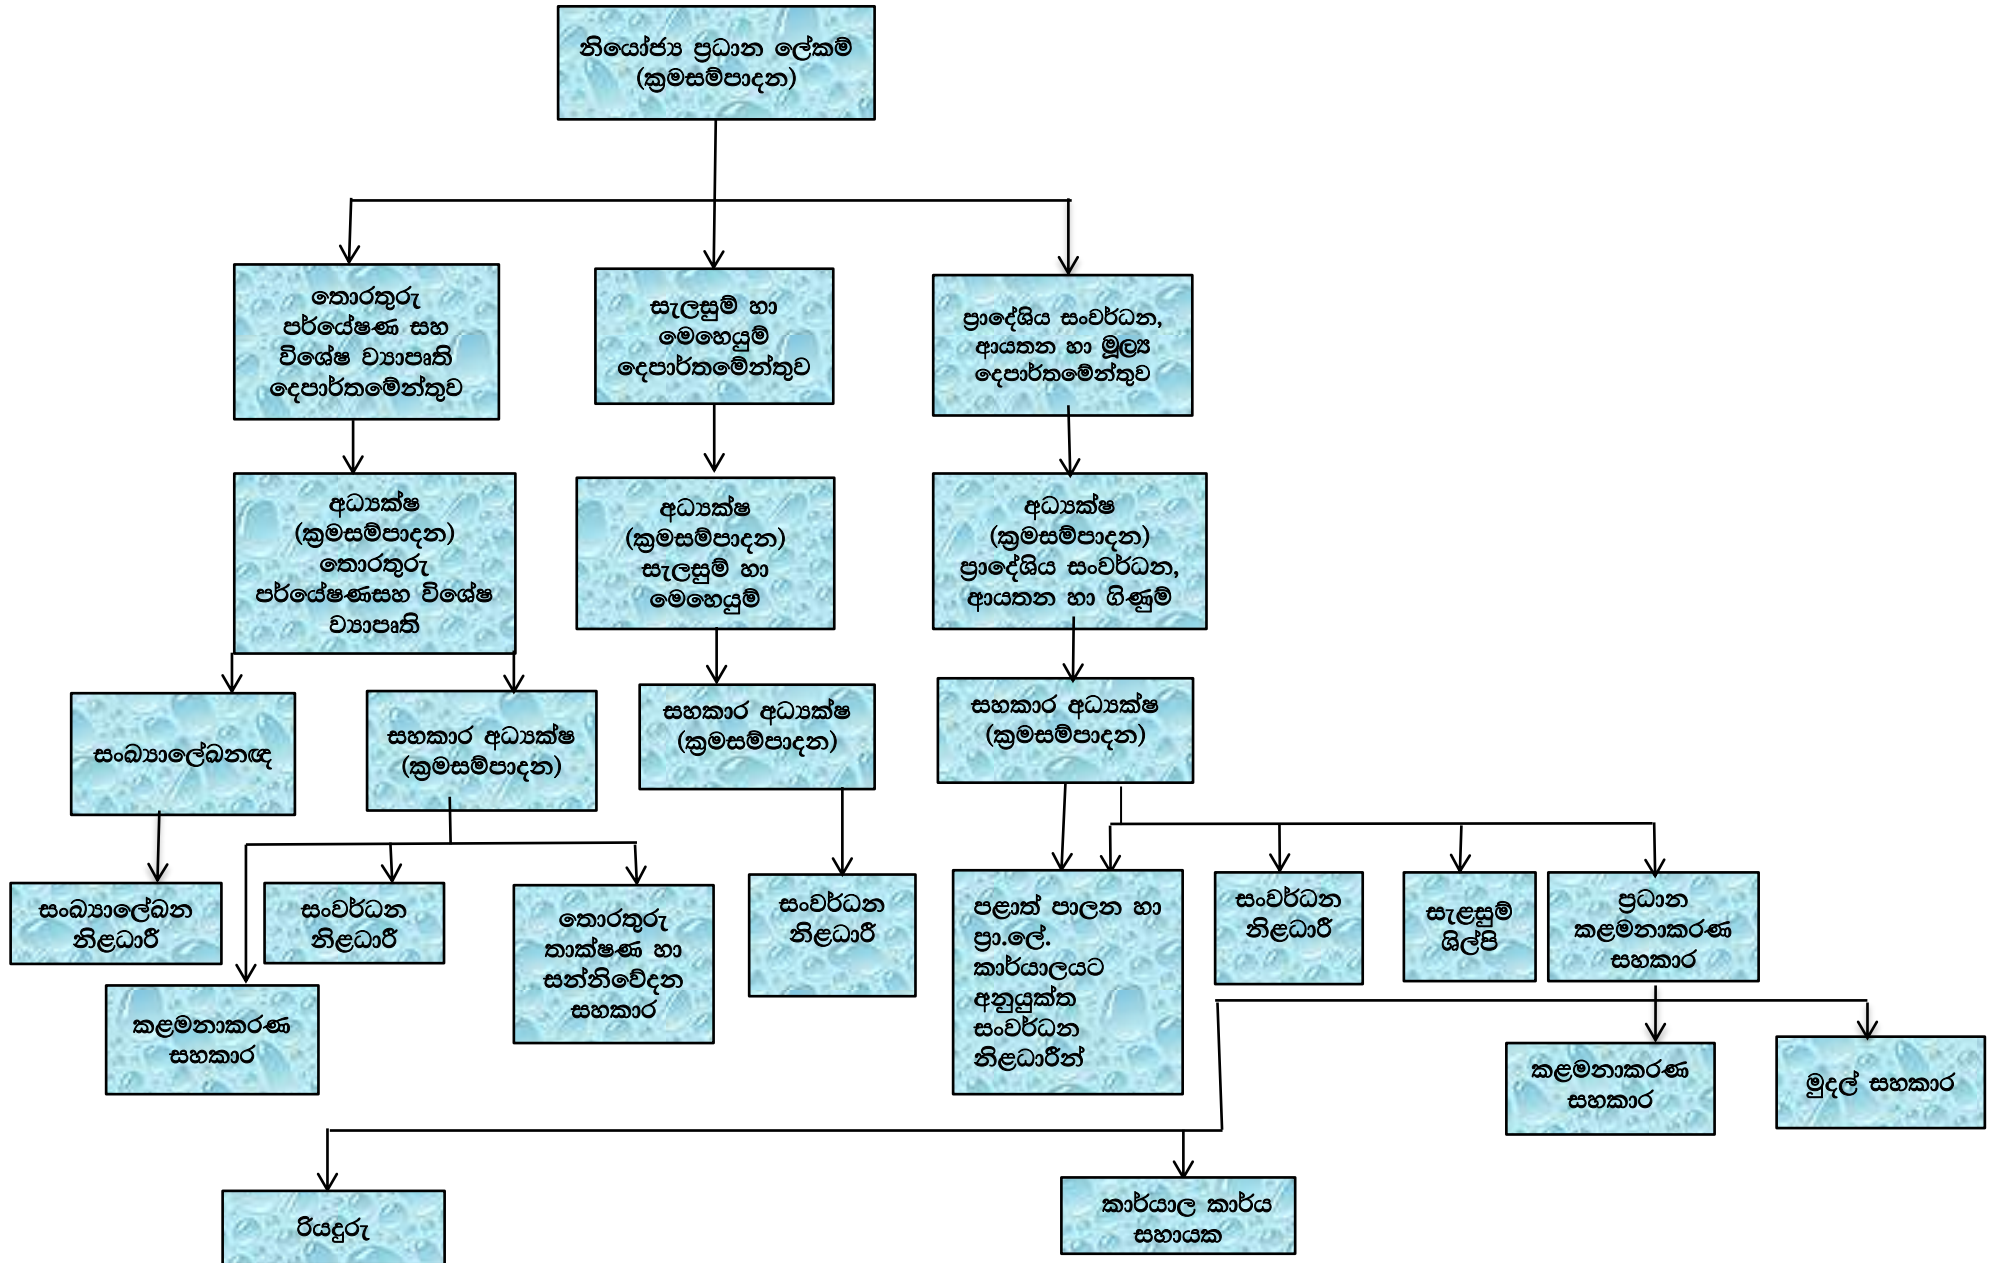 නියෝජ්‍ය ප්‍රධාන ලේකම්
(ක්‍රමසම්පාදන)
තොරතුරු
පර්යේෂණ සහ
විශේෂ ව්‍යාපෘති
දෙපාර්තමේන්තුව
සැලසුම් හා
මෙහෙයුම්
දෙපාර්තමේන්තුව
ප්‍රාදේශිය සංවර්ධන,
ආයතන හා මූල්‍ය
දෙපාර්තමේන්තුව
අධ්‍යක්ෂ
(ක්‍රමසම්පාදන)
තොරතුරු
පර්යේෂණසහ විශේෂ
ව්‍යාපෘති
අධ්‍යක්ෂ
(ක්‍රමසම්පාදන)
සැලසුම් හා
මෙහෙයුම්
අධ්‍යක්ෂ
(ක්‍රමසම්පාදන)
ප්‍රාදේශිය සංවර්ධන,
ආයතන හා ගිණුම්
සංඛ්‍යාලේඛනඥ
සහකාර අධ්‍යක්ෂ
(ක්‍රමසම්පාදන)
සහකාර අධ්‍යක්ෂ
(ක්‍රමසම්පාදන)
සහකාර අධ්‍යක්ෂ
(ක්‍රමසම්පාදන)
සංඛ්‍යාලේඛන
නිළධාරී
සංවර්ධන
නිළධාරී
තොරතුරු
තාක්ෂණ හා
සන්නිවේදන
සහකාර
සංවර්ධන
නිළධාරී
පළාත් පාලන හා
ප්‍රා.ලේ.
කාර්යාලයට
අනුයුක්ත
සංවර්ධන
නිළධාරීන්
සංවර්ධන
නිළධාරී
සැළසුම්
ශිල්පි
ප්‍රධාන
කළමනාකරණ
සහකාර
කළමනාකරණ
සහකාර
කළමනාකරණ
සහකාර
මුදල් සහකාර
රියදුරු
කාර්යාල කාර්ය
සහායක